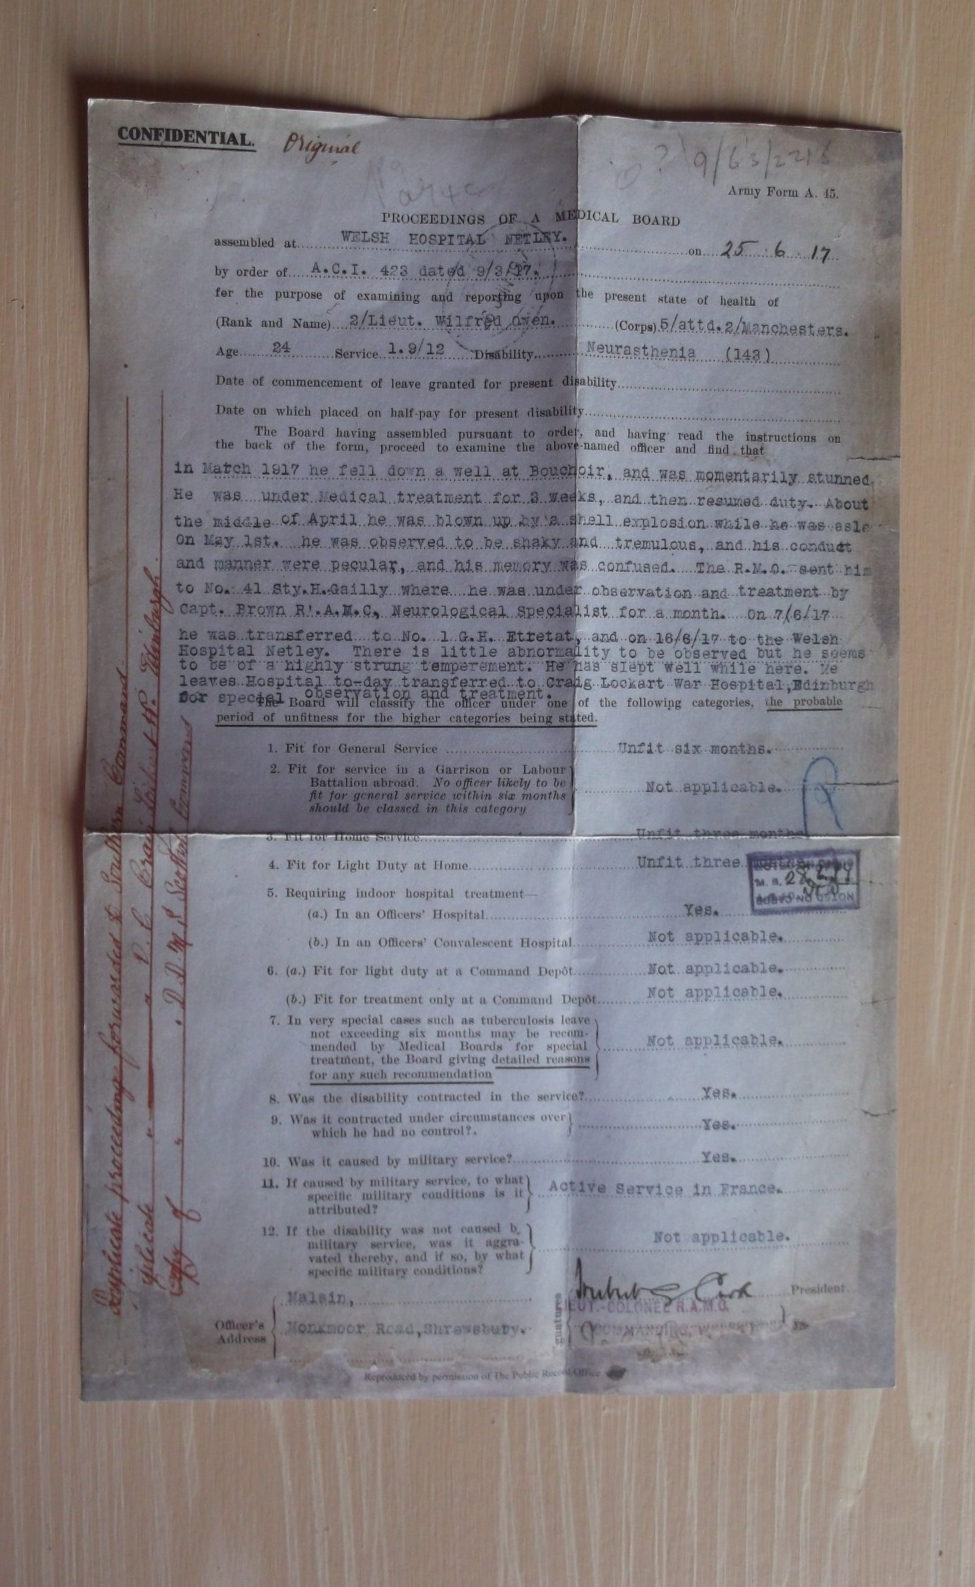 CONFIDENTIAL. Original
9/63/2216
Army Form A. 45.
PROCEEDINGS OF A MEDICAL BOARD
assembled at WELSH HOSPITAL NETLEY. on 25.6.17
by order of A.C.I. 423 dated 9/3/17.
for the purpose of examining and reporting upon the present state of health of
(Rank and Name) 2/Lieut. Wilfred Owen. (Corps) 5/attd.2/Manchesters.
Age 24 Service 1.9/12 Disability Neurasthenia (143)
Date of commencement of leave granted for present disability
Date on which placed on half-pay for present disability
The Board having assembled pursuant to order, and having read the instructions on
the back of the form, proceed to examine the above-named officer and find that
in March 1917 he fell down a well at Bouchoir, and was momentarily stunned.
He was under Medical treatment for 3 weeks, and then resumed duty. About
the middle of April he was blown up by a shell explosion while he was asle
On May 1st. he was observed to be shaky and tremulous, and his conduct
and manner were pecular, and his memory was confused. The R.M.O. sent him
to No. 41 Sty.H.Gailly where he was under observation and treatment by
Capt. Brown R'.A.M.C, Neurological Specialist for a month. On 7/6/17
he was transferred to No. 1 G.H. Etretat, and on 16/6/17 to the Welsh
Hospital Netley. There is little abnormality to be observed but he seems
to be of a highly strung temperement. He has slept well while here. He
leaves Hospital to-day transferred to Craig Lockart War Hospital,Edinburgh
for special observation and treatment.
The Board will classify the officer under one of the following categories, the probable
period of unfitness for the higher categories being stated.
1. Fit for General Service Unfit six months.
2. Fit for service in a Garrison or Labour
Battalion abroad. No officer likely to be
fit for general service within six months
should be classed in this category Not applicable.
3. Fit for Home Service Unfit three months
4. Fit for Light Duty at Home Unfit three months
5. Requiring indoor hospital treatment—
(a.) In an Officers' Hospital Yes.
(b.) In an Officers' Convalescent Hospital Not applicable.
6. (a.) Fit for light duty at a Command Depôt Not applicable.
(b.) Fit for treatment only at a Command Depôt Not applicable.
7. In very special cases such as tuberculosis leave
not exceeding six months may be recom-
mended by Medical Boards for special
treatment, the Board giving detailed reasons
for any such recommendation Not applicable.
8. Was the disability contracted in the service? Yes.
9. Was it contracted under circumstances over
which he had no control? Yes.
10. Was it caused by military service? Yes.
11. If caused by military service, to what
specific military conditions is it
attributed? Active Service in France.
12. If the disability was not caused b
military service, was it aggra-
vated thereby, and if so, by what
specific military conditions? Not applicable.
President
LIEUT.-COLONEL R.A.M.C.
COMMANDING,
Officer's
Address
Malsin,
Monkmoor Road,Shrewsbury.
Reproduced by permission of The Public Record Office
Duplicate proceeding forwarded to Southern Command
Copy of " " D.D.M.S Scottish Command